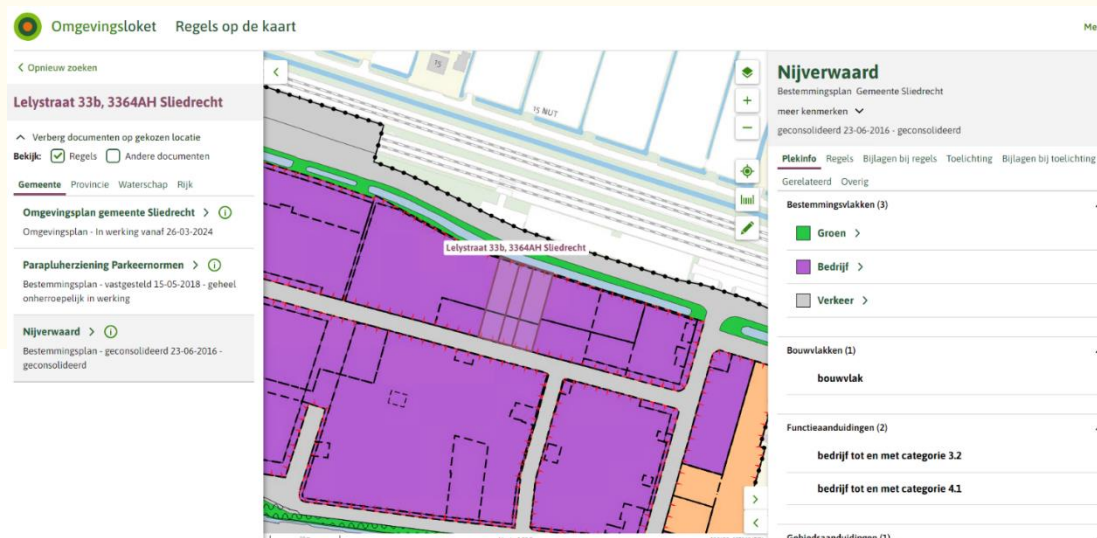 Omgevingsloket Regels op de kaart
Me
Opnieuw zoeken
Lelystraat 33b, 3364AH Sliedrecht
Verberg documenten op gekozen locatie
Bekijk: Regels Andere documenten
Gemeente Provincie Waterschap Rijk
Omgevingsplan gemeente Sliedrecht
Omgevingsplan - In werking vanaf 26-03-2024
Parapluherziening Parkeernormen
Bestemmingsplan - vastgesteld 15-05-2018 - geheel
onherroepelijk in werking
Nijverwaard
Bestemmingsplan - geconsolideerd 23-06-2016 -
geconsolideerd
15
15 NUT
Lelystraat 33b, 3364AH Sliedrecht
Nijverwaard
Bestemmingsplan Gemeente Sliedrecht
meer kenmerken
geconsolideerd 23-06-2016 - geconsolideerd
Plekinfo Regels Bijlagen bij regels Toelichting Bijlagen bij toelichting
Gerelateerd Overig
Bestemmingsvlakken (3)
Groen
Bedrijf
Verkeer
Bouwvlakken (1)
bouwvlak
Functieaanduidingen (2)
bedrijf tot en met categorie 3.2
bedrijf tot en met categorie 4.1
Gebiedsaanduidingen (1)